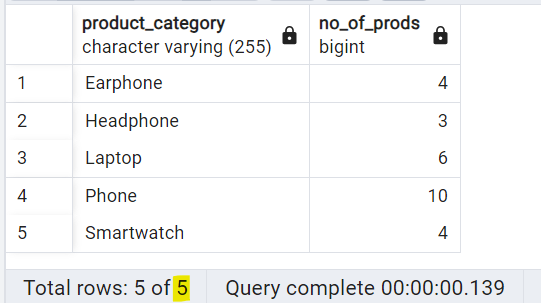 product_category no_of_prods
character varying (255) bigint
1 Earphone 4
2 Headphone 3
3 Laptop 6
4 Phone 10
5 Smartwatch 4
Total rows: 5 of 5 Query complete 00:00:00.139